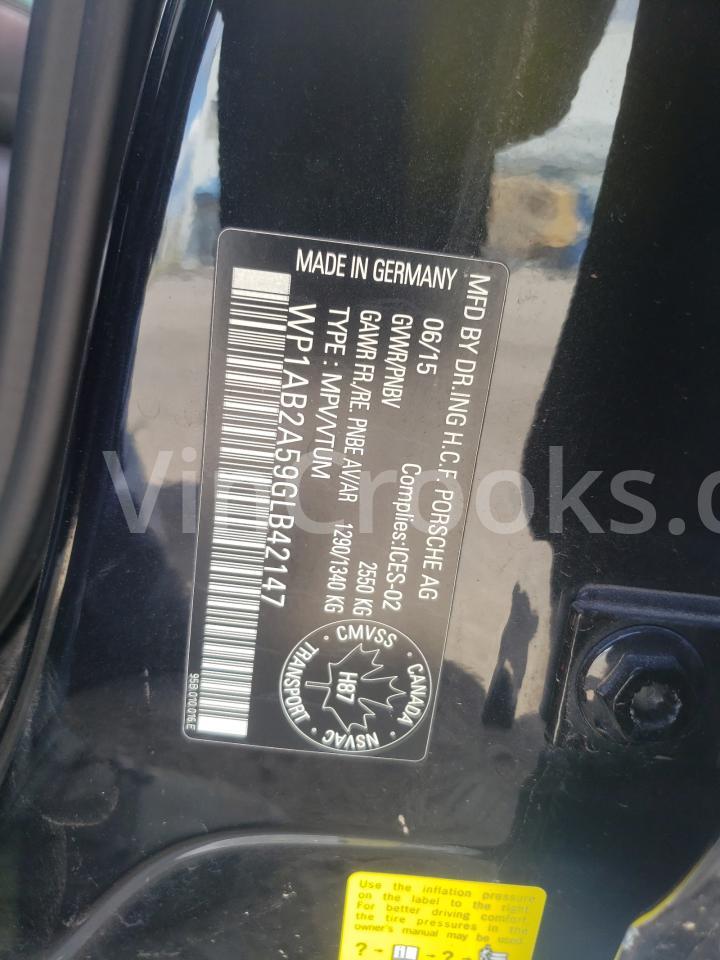 MFD BY DR.ING H.C.F. PORSCHE AG
MADE IN GERMANY
06/15 Complies:ICES-02
GVWR/PNBV 2550 KG
GAWR FR./RE. PNBE AV/AR 1290/1340 KG
TYPE : MPV/VTUM
WP1AB2A59GLB42147
95B.010.016.E
CMVSS · CANADA · NSVAC · TRANSPORT ·
H87
VinCrooks.c
Use the inflation pressure
on the label to the right.
For better driving comfort,
the tire pressures in the
owner's manual may be used.
? → i → ? →